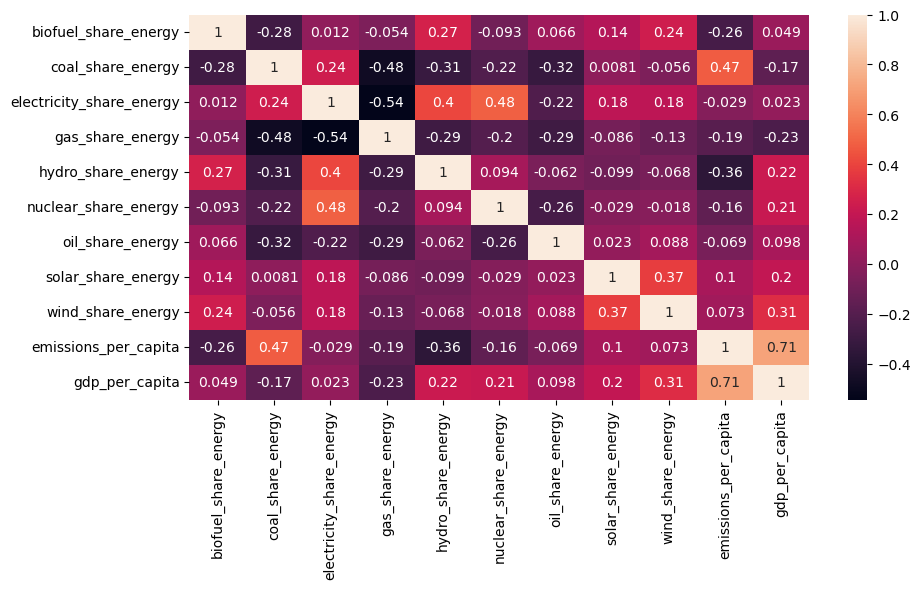 biofuel_share_energy 1 -0.28 0.012 -0.054 0.27 -0.093 0.066 0.14 0.24 -0.26 0.049
coal_share_energy -0.28 1 0.24 -0.48 -0.31 -0.22 -0.32 0.0081 -0.056 0.47 -0.17
electricity_share_energy 0.012 0.24 1 -0.54 0.4 0.48 -0.22 0.18 0.18 -0.029 0.023
gas_share_energy -0.054 -0.48 -0.54 1 -0.29 -0.2 -0.29 -0.086 -0.13 -0.19 -0.23
hydro_share_energy 0.27 -0.31 0.4 -0.29 1 0.094 -0.062 -0.099 -0.068 -0.36 0.22
nuclear_share_energy -0.093 -0.22 0.48 -0.2 0.094 1 -0.26 -0.029 -0.018 -0.16 0.21
oil_share_energy 0.066 -0.32 -0.22 -0.29 -0.062 -0.26 1 0.023 0.088 -0.069 0.098
solar_share_energy 0.14 0.0081 0.18 -0.086 -0.099 -0.029 0.023 1 0.37 0.1 0.2
wind_share_energy 0.24 -0.056 0.18 -0.13 -0.068 -0.018 0.088 0.37 1 0.073 0.31
emissions_per_capita -0.26 0.47 -0.029 -0.19 -0.36 -0.16 -0.069 0.1 0.073 1 0.71
gdp_per_capita 0.049 -0.17 0.023 -0.23 0.22 0.21 0.098 0.2 0.31 0.71 1
biofuel_share_energy
coal_share_energy
electricity_share_energy
gas_share_energy
hydro_share_energy
nuclear_share_energy
oil_share_energy
solar_share_energy
wind_share_energy
emissions_per_capita
gdp_per_capita
1.0
0.8
0.6
0.4
0.2
0.0
−0.2
−0.4